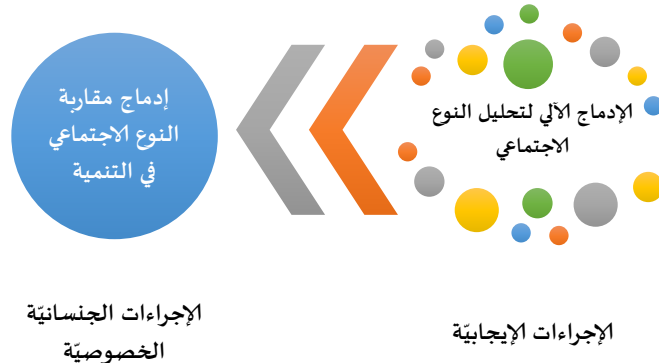 الإدماج الآلي لتحليل النوع
الاجتماعي
إدماج مقاربة
النوع الاجتماعي
في التنمية
الإجراءات الإيجابيّة
الإجراءات الجنسانيّة
الخصوصيّة